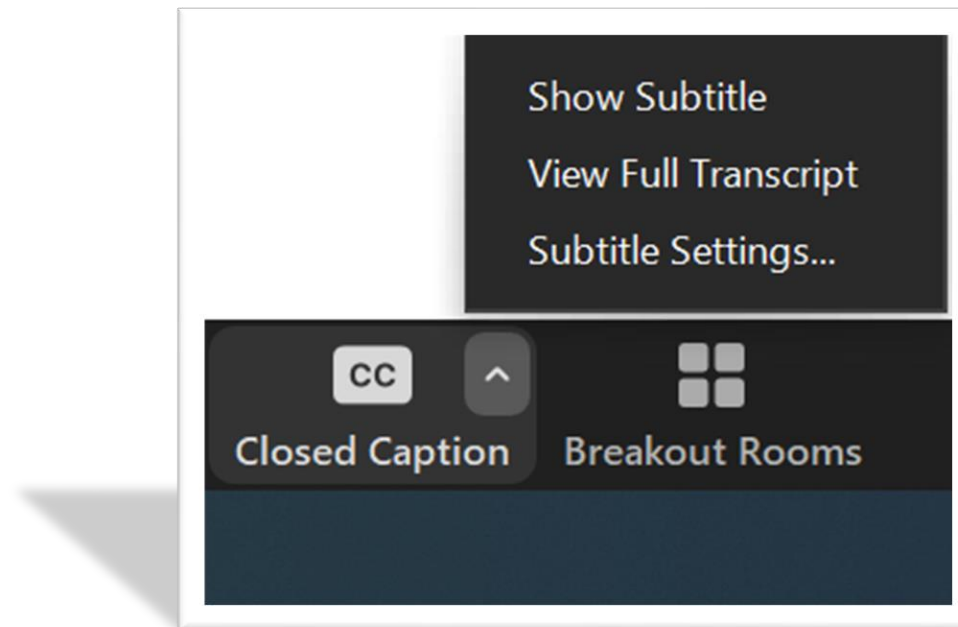 Show Subtitle
View Full Transcript
Subtitle Settings...
CC
Closed Caption
Breakout Rooms